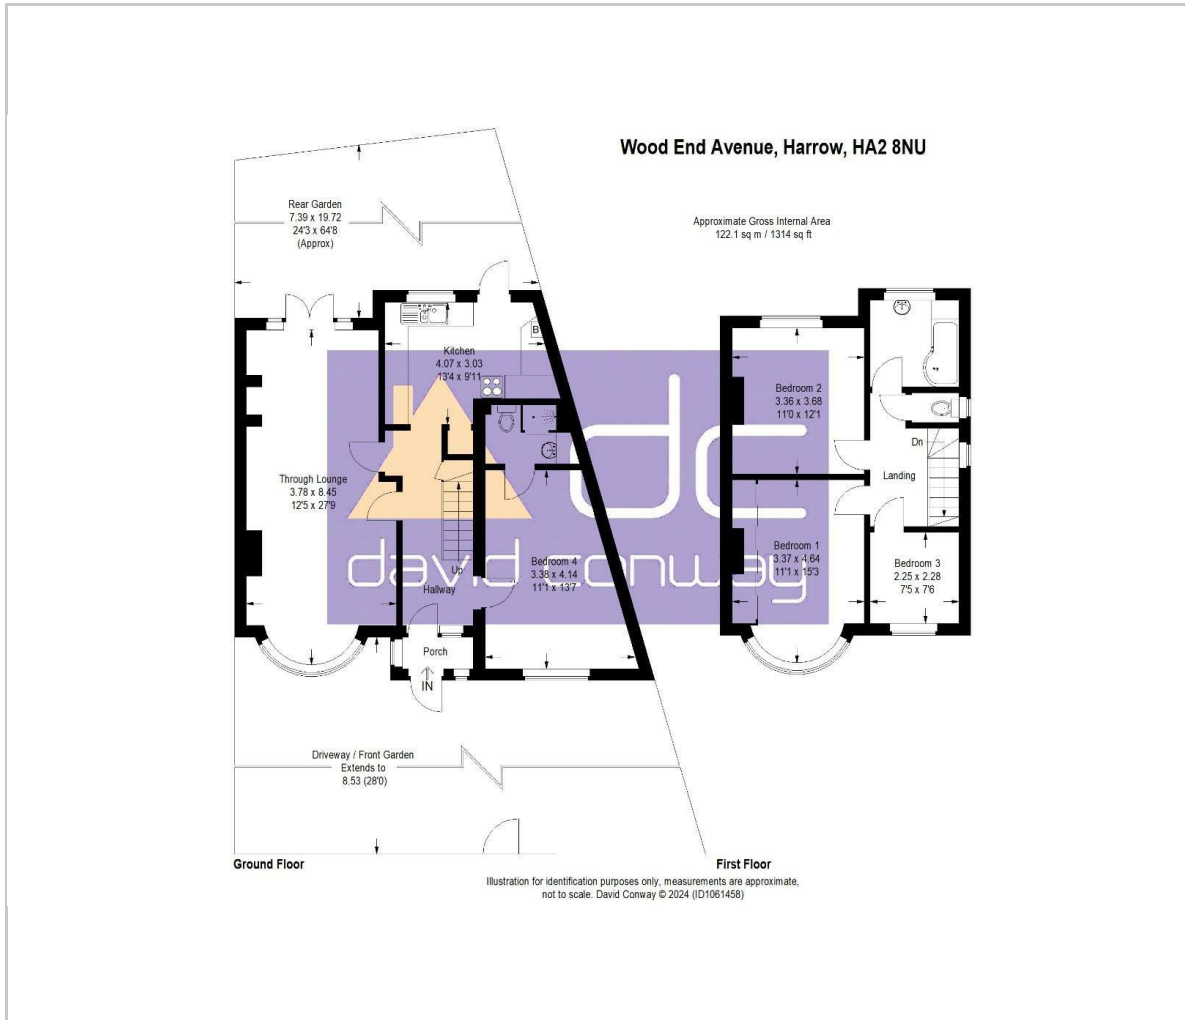 Wood End Avenue, Harrow, HA2 8NU
Approximate Gross Internal Area
122.1 sq m / 1314 sq ft
Rear Garden
7.39 x 19.72
24'3 x 64'8
(Approx)
Kitchen
4.07 x 3.03
13'4 x 9'11
B
Through Lounge
3.78 x 8.45
12'5 x 27'9
Up
Hallway
Bedroom 4
3.38 x 4.14
11'1 x 13'7
Porch
IN
Driveway / Front Garden
Extends to
8.53 (28'0)
Ground Floor
Bedroom 2
3.36 x 3.68
11'0 x 12'1
Dn
Landing
Bedroom 1
3.37 x 4.64
11'1 x 15'3
Bedroom 3
2.25 x 2.28
7'5 x 7'6
First Floor
dc
david conway
Illustration for identification purposes only, measurements are approximate,
not to scale. David Conway © 2024 (ID1061458)